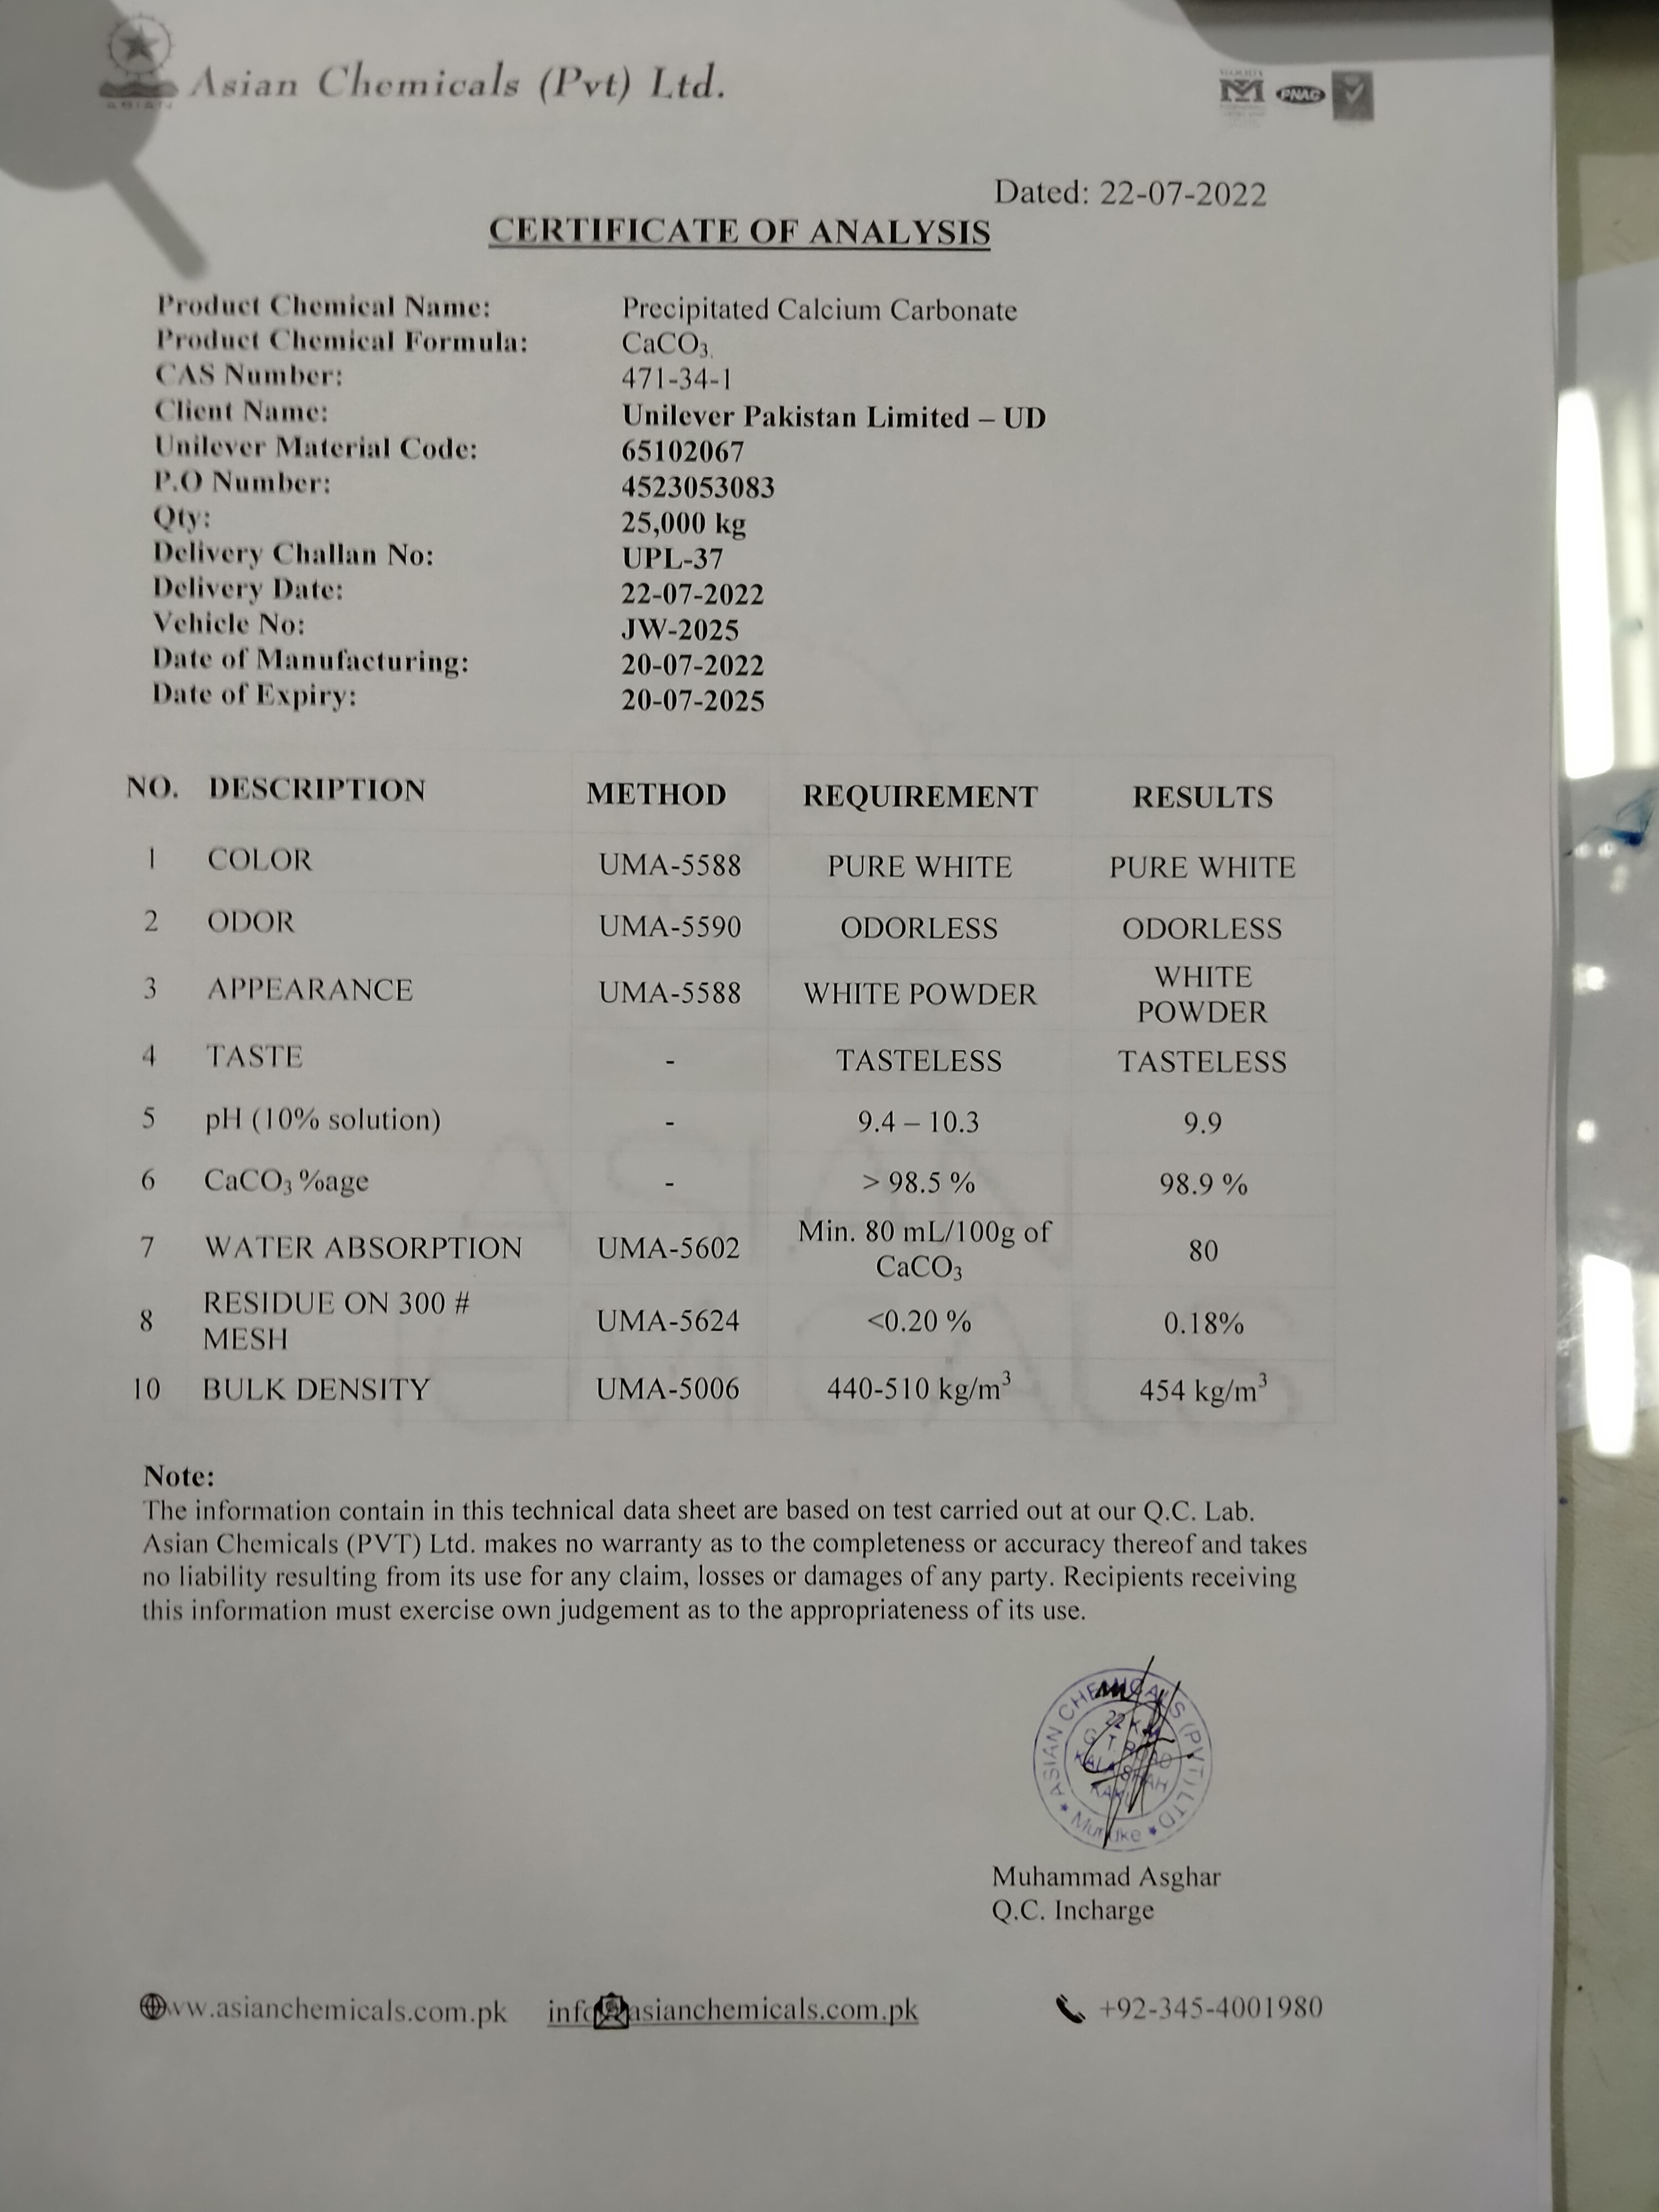 Asian Chemicals (Pvt) Ltd.
ASIAN
PNAC
Dated: 22-07-2022
CERTIFICATE OF ANALYSIS
Product Chemical Name: Precipitated Calcium Carbonate
Product Chemical Formula: CaCO₃
CAS Number: 471-34-1
Client Name: Unilever Pakistan Limited – UD
Unilever Material Code: 65102067
P.O Number: 4523053083
Qty: 25,000 kg
Delivery Challan No: UPL-37
Delivery Date: 22-07-2022
Vehicle No: JW-2025
Date of Manufacturing: 20-07-2022
Date of Expiry: 20-07-2025
NO. DESCRIPTION METHOD REQUIREMENT RESULTS
1 COLOR UMA-5588 PURE WHITE PURE WHITE
2 ODOR UMA-5590 ODORLESS ODORLESS
3 APPEARANCE UMA-5588 WHITE POWDER WHITE POWDER
4 TASTE - TASTELESS TASTELESS
5 pH (10% solution) - 9.4 – 10.3 9.9
6 CaCO₃ %age - > 98.5 % 98.9 %
7 WATER ABSORPTION UMA-5602 Min. 80 mL/100g of CaCO₃ 80
8 RESIDUE ON 300 # MESH UMA-5624 <0.20 % 0.18%
10 BULK DENSITY UMA-5006 440-510 kg/m³ 454 kg/m³
Note:
The information contain in this technical data sheet are based on test carried out at our Q.C. Lab.
Asian Chemicals (PVT) Ltd. makes no warranty as to the completeness or accuracy thereof and takes
no liability resulting from its use for any claim, losses or damages of any party. Recipients receiving
this information must exercise own judgement as to the appropriateness of its use.
ASIAN CHEMICALS (PVT) LTD
22 K.M
G. T. ROAD
KALA SHAH
KAKU
Muhammad Asghar
Q.C. Incharge
ww.asianchemicals.com.pk info asianchemicals.com.pk +92-345-4001980